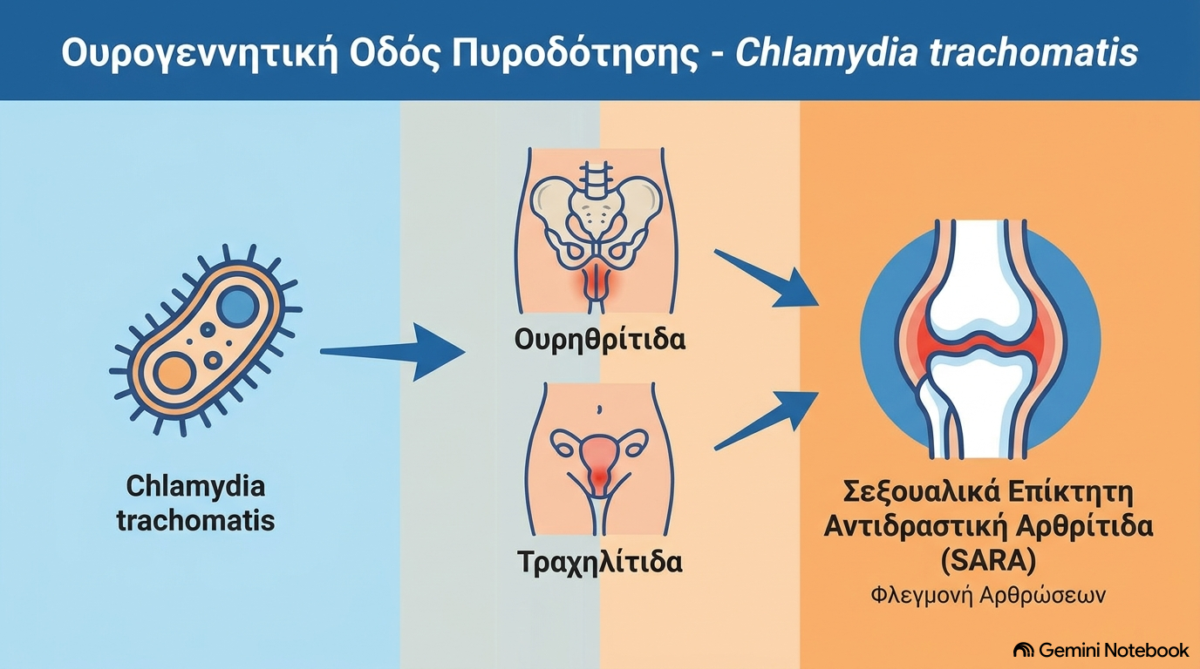 Ουρογεννητική Οδός Πυροδότησης - Chlamydia trachomatis
Chlamydia
trachomatis
Ουρηθρίτιδα
Τραχηλίτιδα
Σεξουαλικά Επίκτητη
Αντιδραστική Αρθρίτιδα
(SARA)
Φλεγμονή Αρθρώσεων
Gemini Notebook